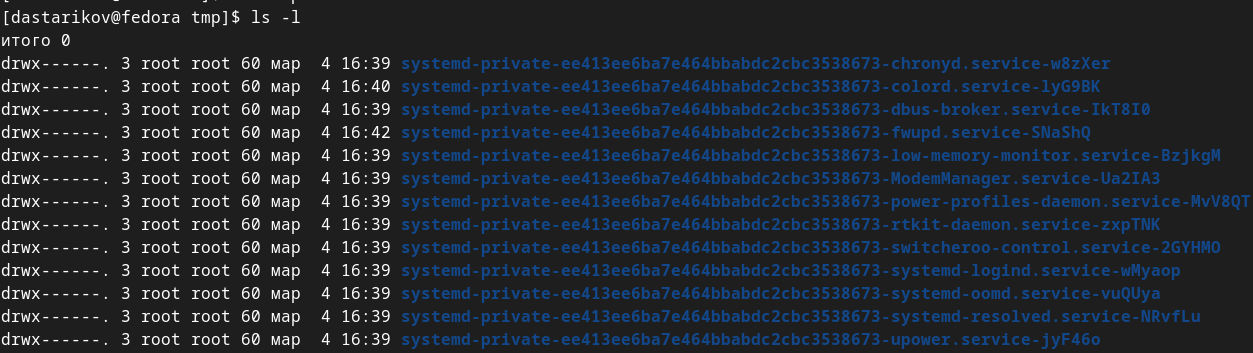 [dastarikov@fedora tmp]$ ls -l
итого 0
drwx------. 3 root root 60 мар  4 16:39 systemd-private-ee413ee6ba7e464bbabdc2cbc3538673-chronyd.service-w8zXer
drwx------. 3 root root 60 мар  4 16:40 systemd-private-ee413ee6ba7e464bbabdc2cbc3538673-colord.service-lyG9BK
drwx------. 3 root root 60 мар  4 16:39 systemd-private-ee413ee6ba7e464bbabdc2cbc3538673-dbus-broker.service-IkT8I0
drwx------. 3 root root 60 мар  4 16:42 systemd-private-ee413ee6ba7e464bbabdc2cbc3538673-fwupd.service-SNaShQ
drwx------. 3 root root 60 мар  4 16:39 systemd-private-ee413ee6ba7e464bbabdc2cbc3538673-low-memory-monitor.service-BzjkgM
drwx------. 3 root root 60 мар  4 16:39 systemd-private-ee413ee6ba7e464bbabdc2cbc3538673-ModemManager.service-Ua2IA3
drwx------. 3 root root 60 мар  4 16:39 systemd-private-ee413ee6ba7e464bbabdc2cbc3538673-power-profiles-daemon.service-MvV8QT
drwx------. 3 root root 60 мар  4 16:39 systemd-private-ee413ee6ba7e464bbabdc2cbc3538673-rtkit-daemon.service-zxpTNK
drwx------. 3 root root 60 мар  4 16:39 systemd-private-ee413ee6ba7e464bbabdc2cbc3538673-switcheroo-control.service-2GYHMO
drwx------. 3 root root 60 мар  4 16:39 systemd-private-ee413ee6ba7e464bbabdc2cbc3538673-systemd-logind.service-wMyaop
drwx------. 3 root root 60 мар  4 16:39 systemd-private-ee413ee6ba7e464bbabdc2cbc3538673-systemd-oomd.service-vuQUya
drwx------. 3 root root 60 мар  4 16:39 systemd-private-ee413ee6ba7e464bbabdc2cbc3538673-systemd-resolved.service-NRvfLu
drwx------. 3 root root 60 мар  4 16:39 systemd-private-ee413ee6ba7e464bbabdc2cbc3538673-upower.service-jyF46o